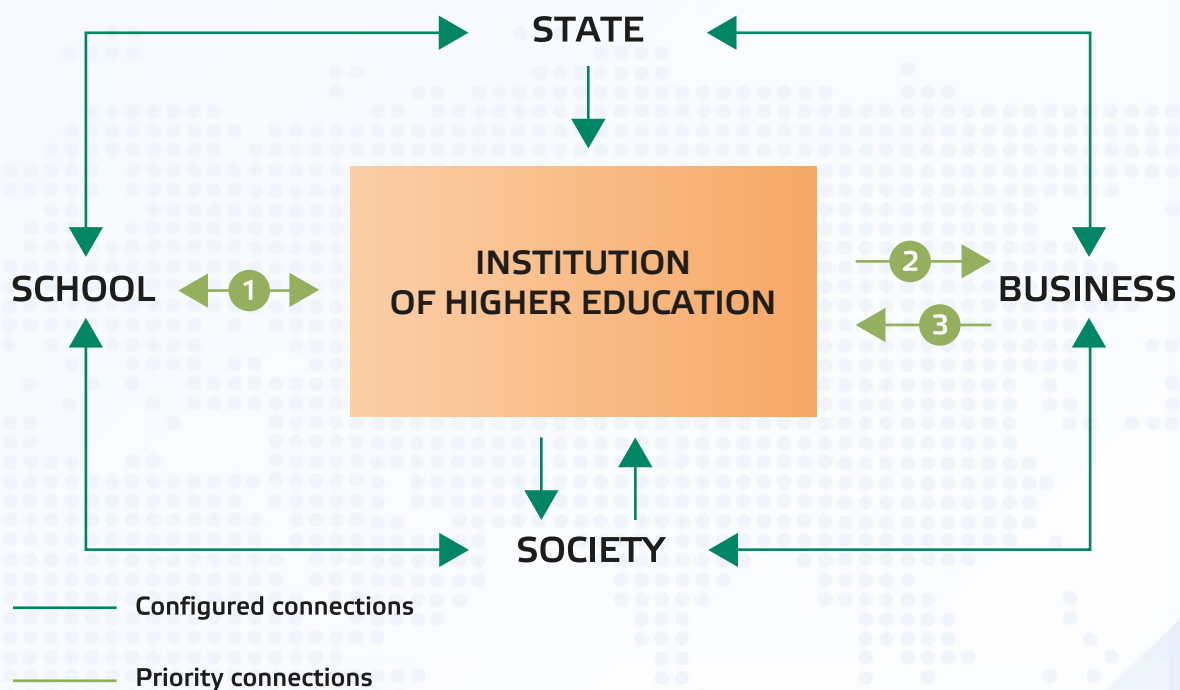 STATE
INSTITUTION
OF HIGHER EDUCATION
SCHOOL
1
2
BUSINESS
3
SOCIETY
Configured connections
Priority connections